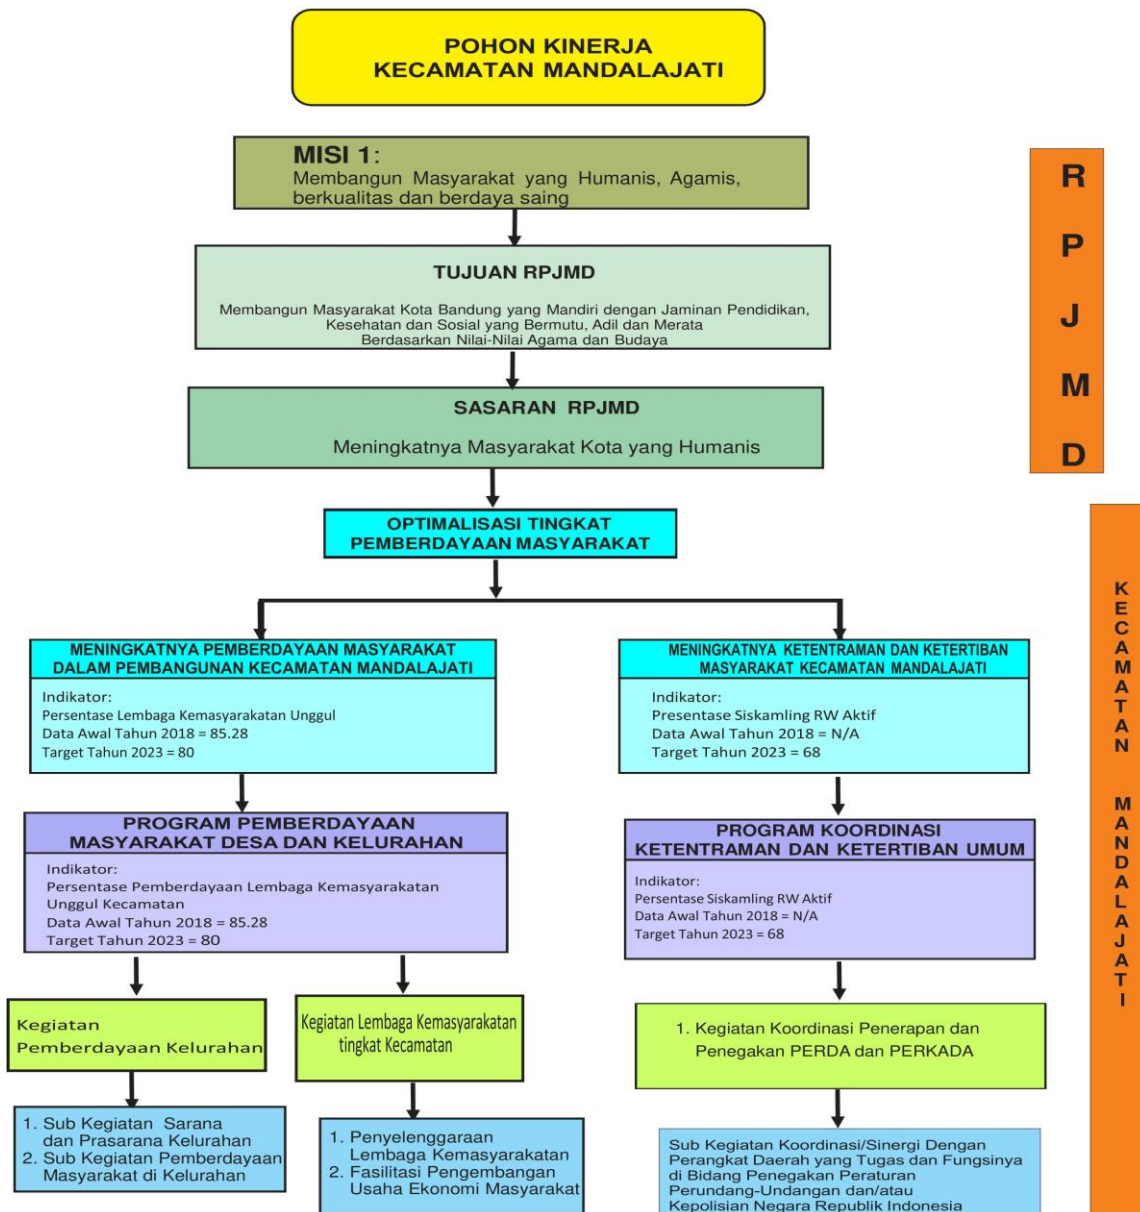 POHON KINERJA
KECAMATAN MANDALAJATI
MISI 1:
Membangun Masyarakat yang Humanis, Agamis,
berkualitas dan berdaya saing
TUJUAN RPJMD
Membangun Masyarakat Kota Bandung yang Mandiri dengan Jaminan Pendidikan,
Kesehatan dan Sosial yang Bermutu, Adil dan Merata
Berdasarkan Nilai-Nilai Agama dan Budaya
SASARAN RPJMD
Meningkatnya Masyarakat Kota yang Humanis
R
P
J
M
D
OPTIMALISASI TINGKAT
PEMBERDAYAAN MASYARAKAT
MENINGKATNYA PEMBERDAYAAN MASYARAKAT
DALAM PEMBANGUNAN KECAMATAN MANDALAJATI
Indikator:
Persentase Lembaga Kemasyarakatan Unggul
Data Awal Tahun 2018 = 85.28
Target Tahun 2023 = 80
MENINGKATNYA KETENTRAMAN DAN KETERTIBAN
MASYARAKAT KECAMATAN MANDALAJATI
Indikator:
Presentase Siskamling RW Aktif
Data Awal Tahun 2018 = N/A
Target Tahun 2023 = 68
PROGRAM PEMBERDAYAAN
MASYARAKAT DESA DAN KELURAHAN
Indikator:
Persentase Pemberdayaan Lembaga Kemasyarakatan
Unggul Kecamatan
Data Awal Tahun 2018 = 85.28
Target Tahun 2023 = 80
PROGRAM KOORDINASI
KETENTRAMAN DAN KETERTIBAN UMUM
Indikator:
Persentase Siskamling RW Aktif
Data Awal Tahun 2018 = N/A
Target Tahun 2023 = 68
Kegiatan
Pemberdayaan Kelurahan
Kegiatan Lembaga Kemasyarakatan
tingkat Kecamatan
1. Kegiatan Koordinasi Penerapan dan
Penegakan PERDA dan PERKADA
1. Sub Kegiatan Sarana
dan Prasarana Kelurahan
2. Sub Kegiatan Pemberdayaan
Masyarakat di Kelurahan
1. Penyelenggaraan
Lembaga Kemasyarakatan
2. Fasilitasi Pengembangan
Usaha Ekonomi Masyarakat
Sub Kegiatan Koordinasi/Sinergi Dengan
Perangkat Daerah yang Tugas dan Fungsinya
di Bidang Penegakan Peraturan
Perundang-Undangan dan/atau
Kepolisian Negara Republik Indonesia
K
E
C
A
M
A
T
A
N
M
A
N
D
A
L
A
J
A
T
I